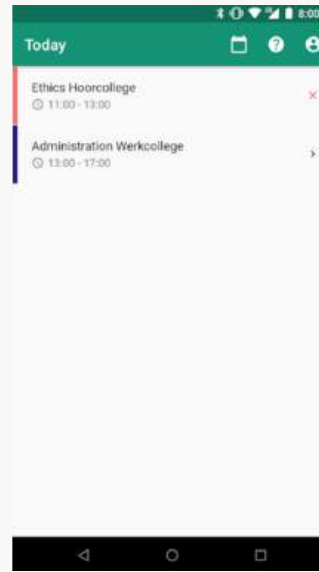 8:00
Today
Ethics Hoorcollege
11:00 - 13:00
Administration Werkcollege
13:00 - 17:00